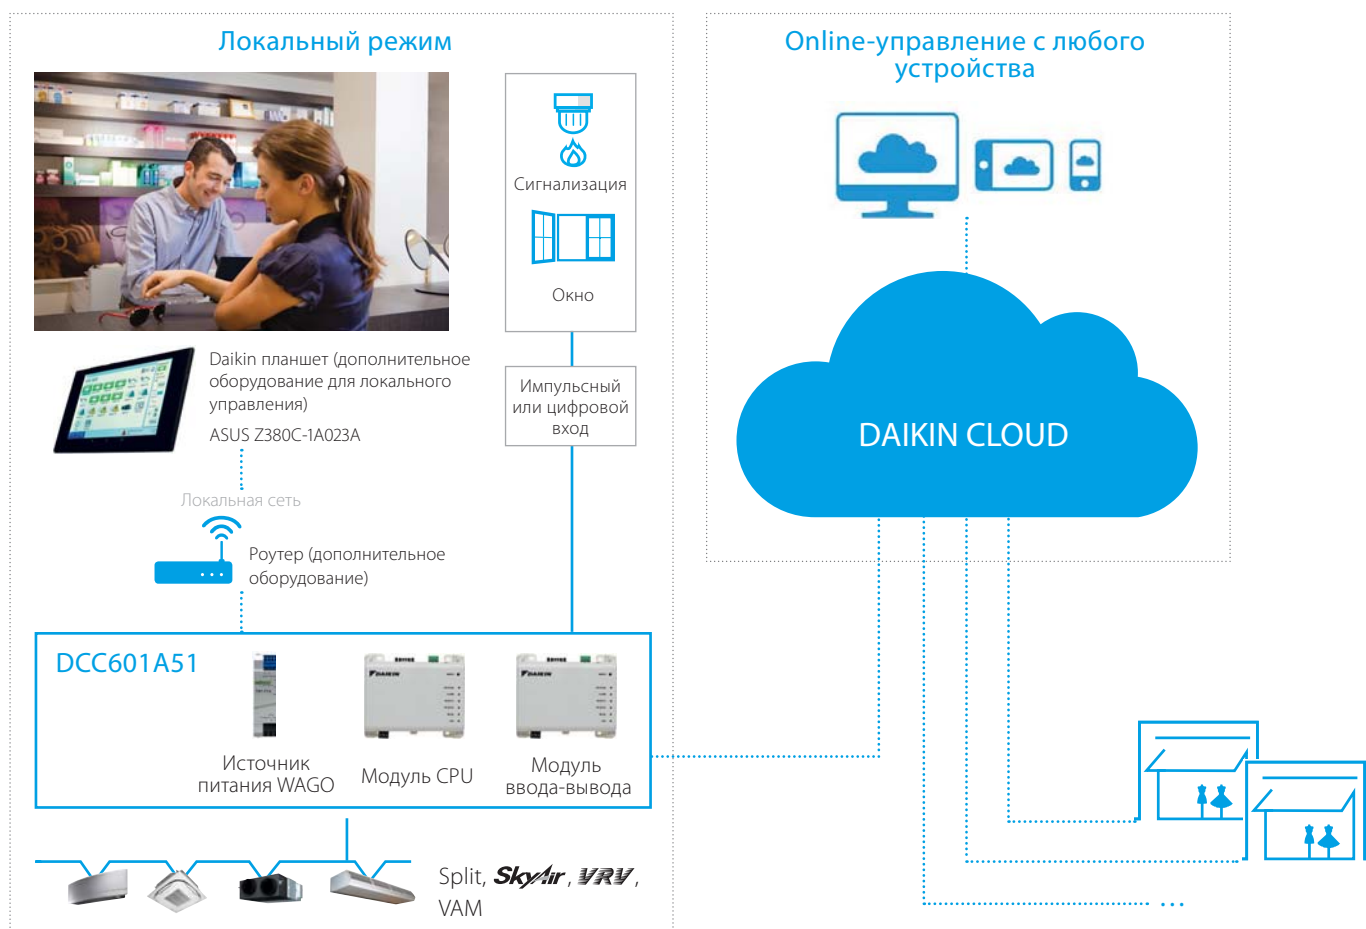 Локальный режим
Сигнализация
Окно
Daikin планшет (дополнительное
оборудование для локального
управления)
ASUS Z380C-1A023A
Импульсный
или цифровой
вход
Локальная сеть
Роутер (дополнительное
оборудование)
DCC601A51
DAIKIN
DAIKIN
Источник
питания WAGO
Модуль CPU
Модуль
ввода-вывода
Split, SkyAir, VRV,
VAM
Online-управление с любого
устройства
DAIKIN CLOUD
...